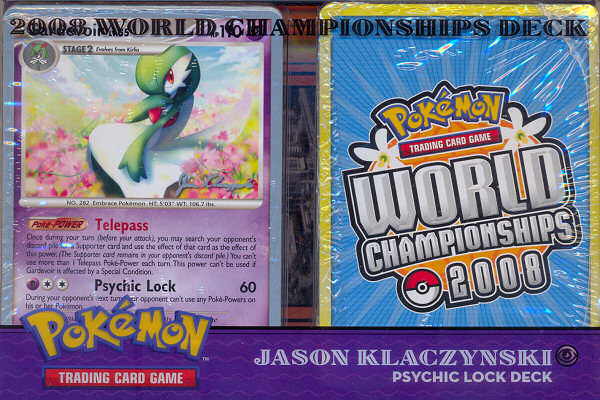 2008 WORLD CHAMPIONSHIPS DECK
Gardevoir
HP110
STAGE 2 Evolves from Kirlia
NO. 282 Embrace Pokémon HT: 5'03" WT: 106.7 lbs
Poké-POWER Telepass
Once during your turn (before your attack), you may search your opponent's
discard pile Supporter card and use the effect of that card as the effect of
this power. (The Supporter card remains in your opponent's discard pile.) You can't
use more than 1 Telepass Poké-Power each turn. This power can't be used if
Gardevoir is affected by a Special Condition.
Psychic Lock 60
During your opponent's next turn, your opponent can't use any Poké-Powers on
his or her Pokémon.
POKéMON
TRADING CARD GAME
WORLD
CHAMPIONSHIPS
2008
POKéMON
TRADING CARD GAME
JASON KLACZYNSKI
PSYCHIC LOCK DECK